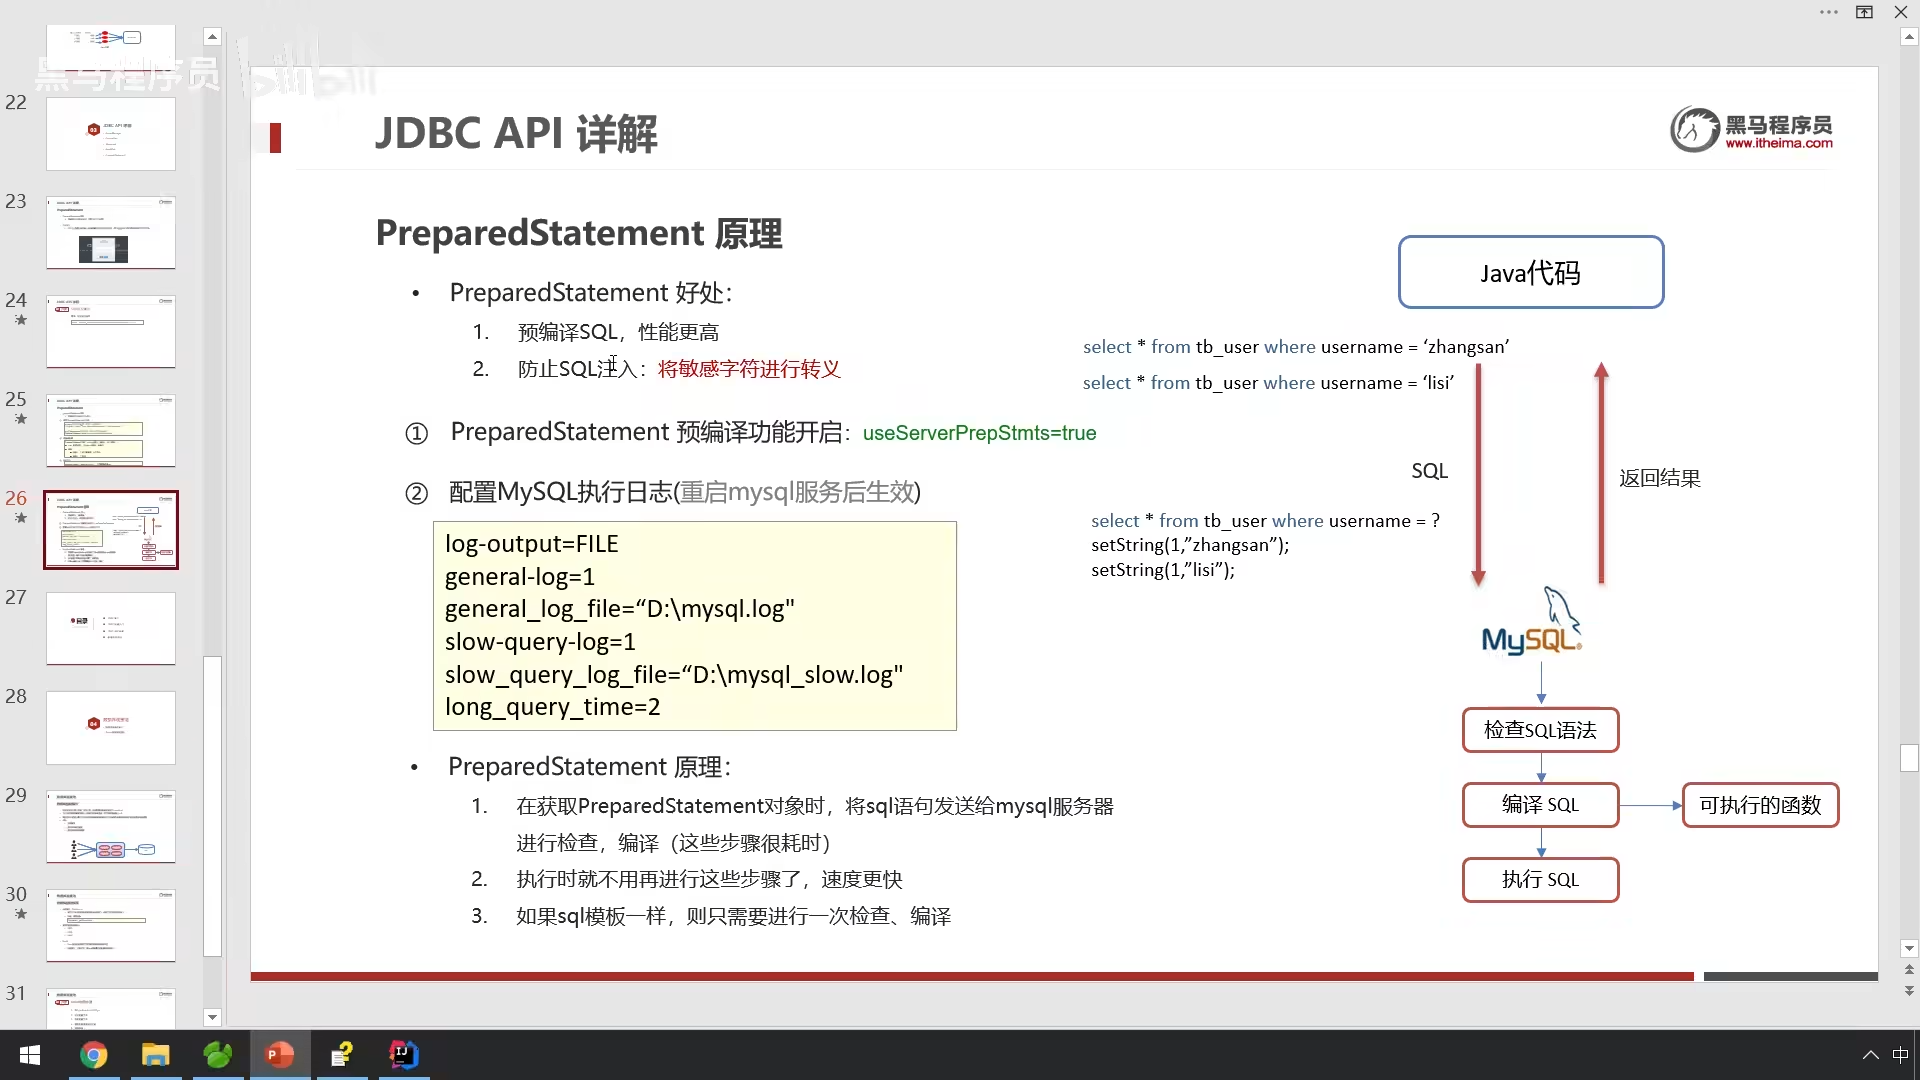 黑马程序员
bilibili
22
23
24
25
26
27
28
29
30
31
目录
JDBC API 详解
黑马程序员
www.itheima.com
PreparedStatement 原理
• PreparedStatement 好处：
1. 预编译SQL，性能更高
2. 防止SQL注入：将敏感字符进行转义
① PreparedStatement 预编译功能开启：useServerPrepStmts=true
② 配置MySQL执行日志(重启mysql服务后生效)
log-output=FILE
general-log=1
general_log_file=“D:\mysql.log"
slow-query-log=1
slow_query_log_file=“D:\mysql_slow.log"
long_query_time=2
• PreparedStatement 原理：
1. 在获取PreparedStatement对象时，将sql语句发送给mysql服务器
进行检查，编译（这些步骤很耗时）
2. 执行时就不用再进行这些步骤了，速度更快
3. 如果sql模板一样，则只需要进行一次检查、编译
Java代码
select * from tb_user where username = ‘zhangsan’
select * from tb_user where username = ‘lisi’
SQL
返回结果
select * from tb_user where username = ?
setString(1,”zhangsan”);
setString(1,”lisi”);
MySQL®
检查SQL语法
编译 SQL
可执行的函数
执行 SQL
中